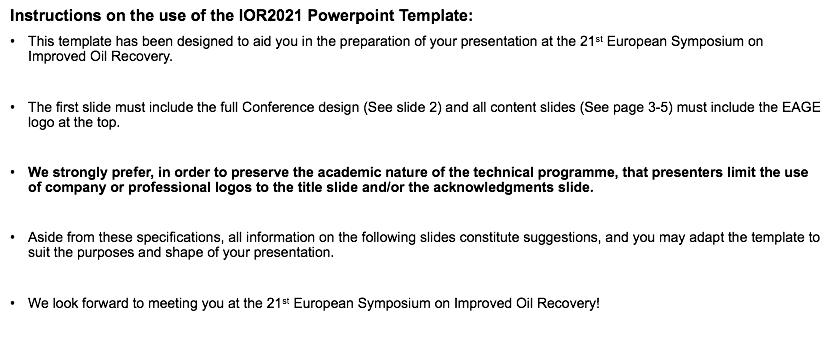 Instructions on the use of the IOR2021 Powerpoint Template:
• This template has been designed to aid you in the preparation of your presentation at the 21st European Symposium on
Improved Oil Recovery.
• The first slide must include the full Conference design (See slide 2) and all content slides (See page 3-5) must include the EAGE
logo at the top.
• We strongly prefer, in order to preserve the academic nature of the technical programme, that presenters limit the use
of company or professional logos to the title slide and/or the acknowledgments slide.
• Aside from these specifications, all information on the following slides constitute suggestions, and you may adapt the template to
suit the purposes and shape of your presentation.
• We look forward to meeting you at the 21st European Symposium on Improved Oil Recovery!